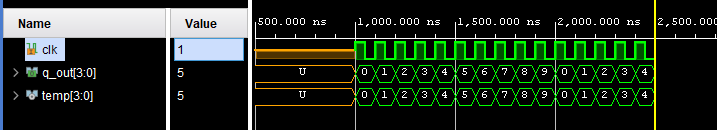 Name Value 500.000 ns 1,000.000 ns 1,500.000 ns 2,000.000 ns 2,500.000
clk 1
q_out[3:0] 5 U 0 1 2 3 4 5 6 7 8 9 0 1 2 3 4
temp[3:0] 5 U 0 1 2 3 4 5 6 7 8 9 0 1 2 3 4